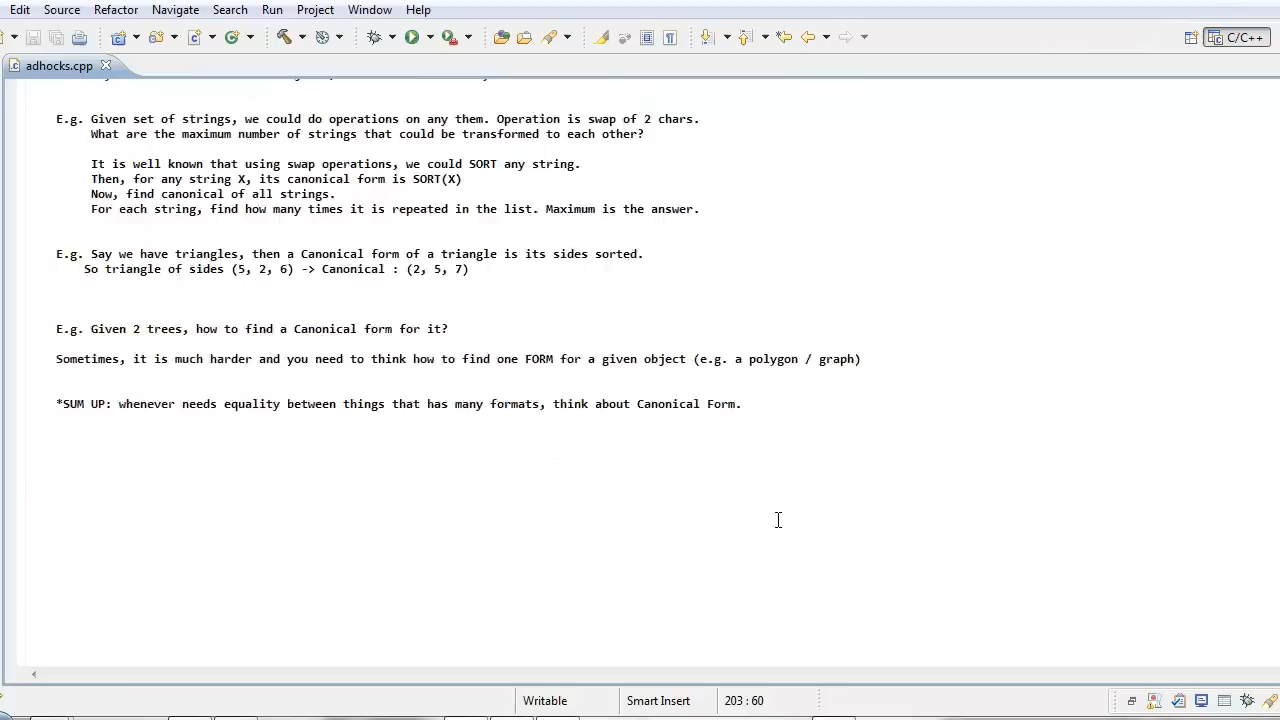 Edit Source Refactor Navigate Search Run Project Window Help
C/C++
adhocks.cpp
E.g. Given set of strings, we could do operations on any them. Operation is swap of 2 chars.
What are the maximum number of strings that could be transformed to each other?
It is well known that using swap operations, we could SORT any string.
Then, for any string X, its canonical form is SORT(X)
Now, find canonical of all strings.
For each string, find how many times it is repeated in the list. Maximum is the answer.
E.g. Say we have triangles, then a Canonical form of a triangle is its sides sorted.
So triangle of sides (5, 2, 6) -> Canonical : (2, 5, 7)
E.g. Given 2 trees, how to find a Canonical form for it?
Sometimes, it is much harder and you need to think how to find one FORM for a given object (e.g. a polygon / graph)
*SUM UP: whenever needs equality between things that has many formats, think about Canonical Form.
Writable Smart Insert 203 : 60